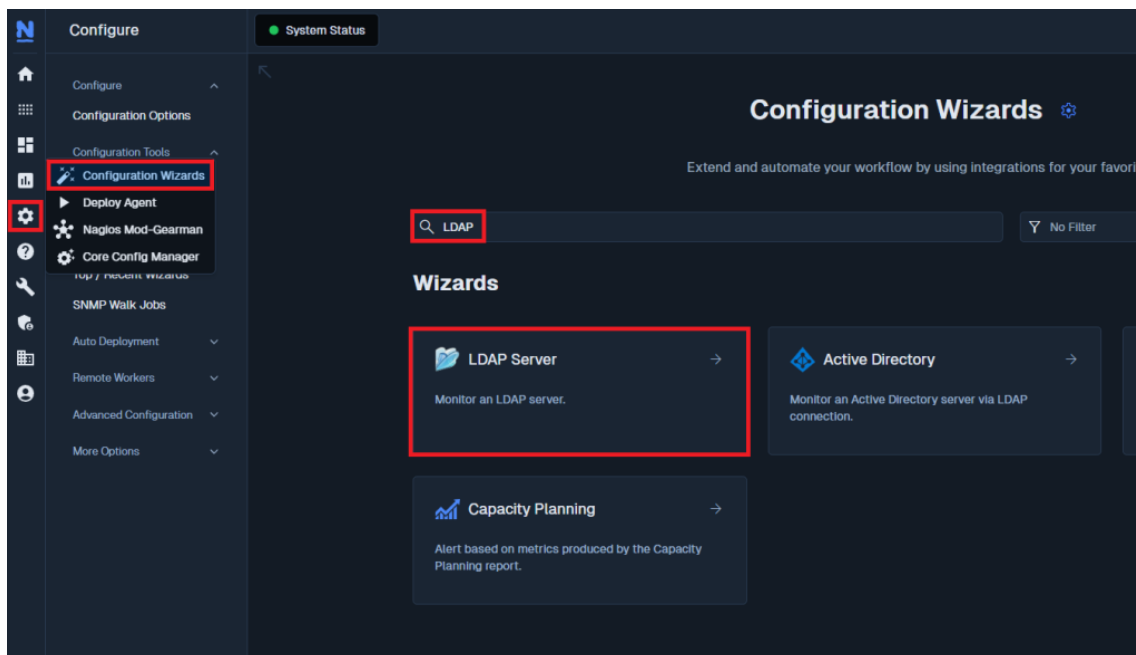 Configure
System Status
Configure
Configuration Options
Configuration Tools
Configuration Wizards
Deploy Agent
Nagios Mod-Gearman
Core Config Manager
Top / Recent Wizards
SNMP Walk Jobs
Auto Deployment
Remote Workers
Advanced Configuration
More Options
Configuration Wizards
Extend and automate your workflow by using integrations for your favori
LDAP
No Filter
Wizards
LDAP Server
Monitor an LDAP server.
Active Directory
Monitor an Active Directory server via LDAP
connection.
Capacity Planning
Alert based on metrics produced by the Capacity
Planning report.